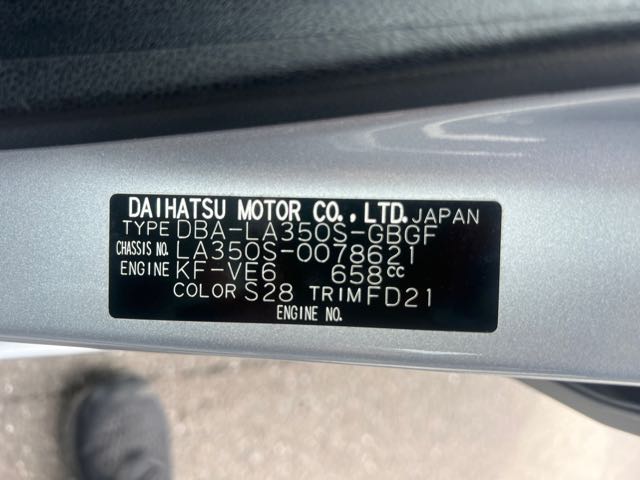 DAIHATSU MOTOR CO., LTD. JAPAN
TYPE DBA-LA350S-GBGF
CHASSIS NO. LA350S-0078621
ENGINE KF-VE6 658cc
COLOR S28 TRIM FD21
ENGINE NO.